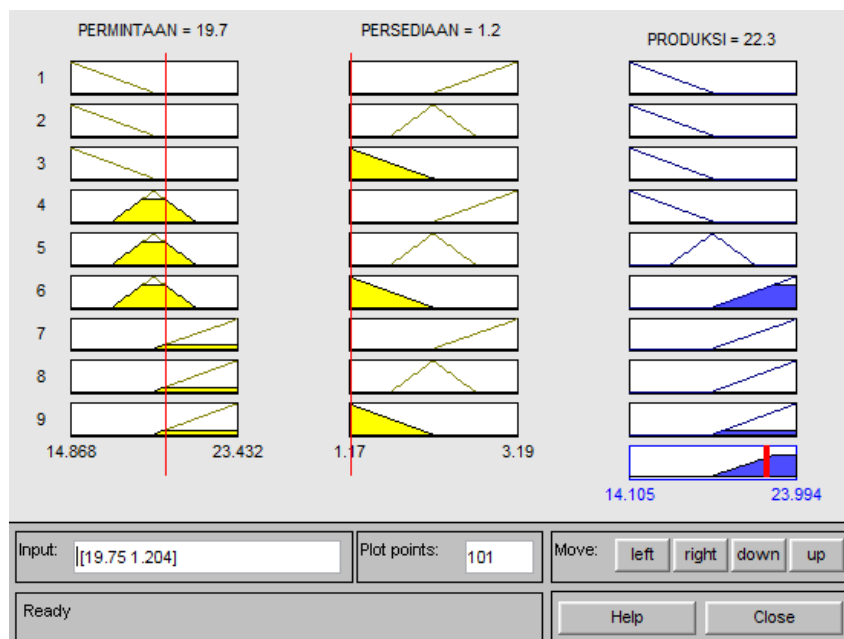 PERMINTAAN = 19.7
PERSEDIAAN = 1.2
PRODUKSI = 22.3
1
2
3
4
5
6
7
8
9
14.868 23.432
1.17 3.19
14.105 23.994
Input: [19.75 1.204]
Plot points: 101
Move: left right down up
Ready
Help Close